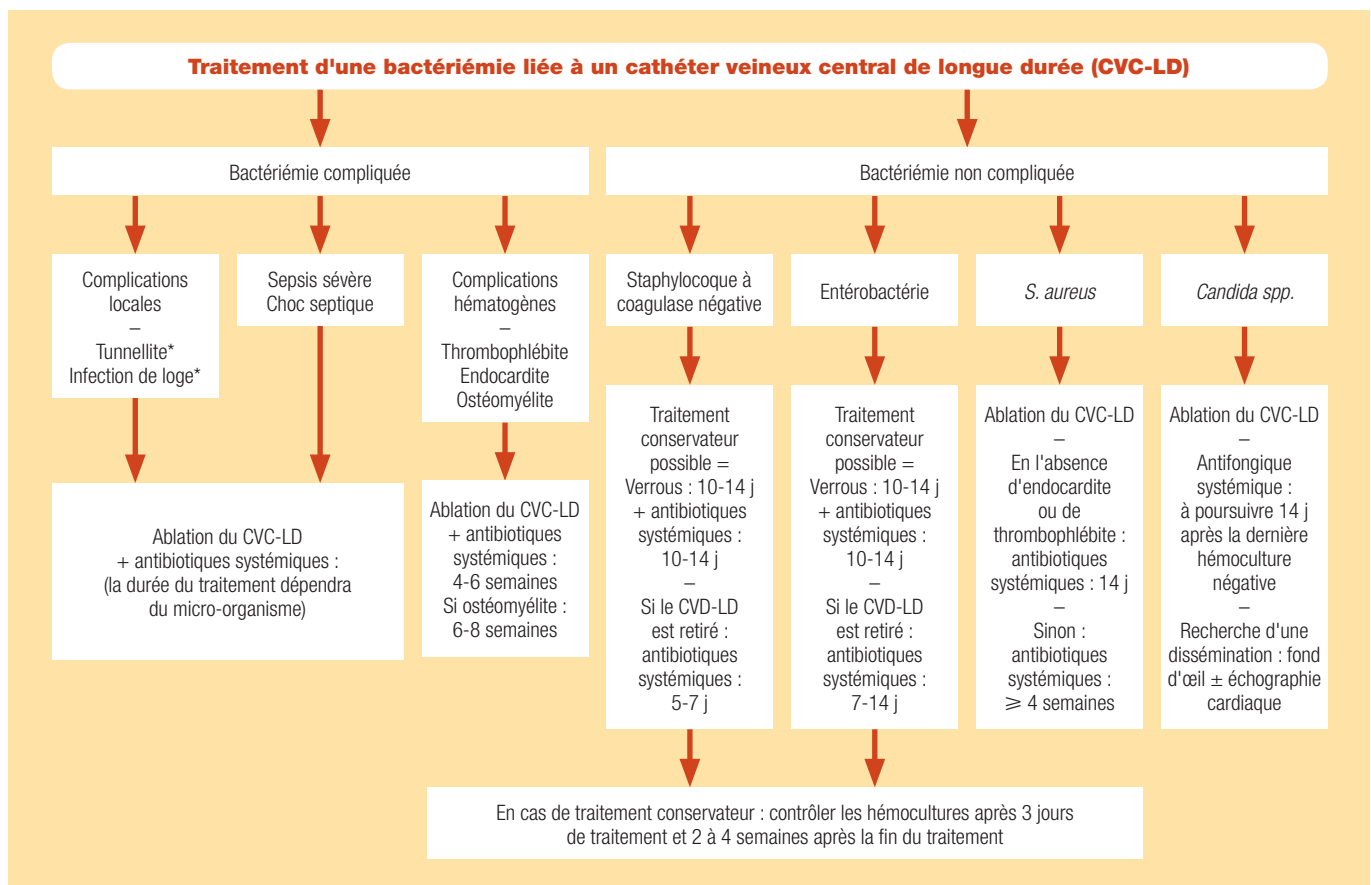 Traitement d'une bactériémie liée à un cathéter veineux central de longue durée (CVC-LD)
Bactériémie compliquée
Bactériémie non compliquée
Complications
locales
–
Tunnellite*
Infection de loge*
Sepsis sévère
Choc septique
Complications
hématogènes
–
Thrombophlébite
Endocardite
Ostéomyélite
Staphylocoque à
coagulase négative
Entérobactérie
S. aureus
Candida spp.
Ablation du CVC-LD
+ antibiotiques systémiques :
(la durée du traitement dépendra
du micro-organisme)
Ablation du CVC-LD
+ antibiotiques
systémiques :
4-6 semaines
Si ostéomyélite :
6-8 semaines
Traitement
conservateur
possible =
Verrous : 10-14 j
+ antibiotiques
systémiques :
10-14 j
–
Si le CVD-LD
est retiré :
antibiotiques
systémiques :
5-7 j
Traitement
conservateur
possible =
Verrous : 10-14 j
+ antibiotiques
systémiques :
10-14 j
–
Si le CVD-LD
est retiré :
antibiotiques
systémiques :
7-14 j
Ablation du CVC-LD
–
En l'absence
d'endocardite
ou de
thrombophlébite :
antibiotiques
systémiques : 14 j
–
Sinon :
antibiotiques
systémiques :
⩾ 4 semaines
Ablation du CVC-LD
–
Antifongique
systémique :
à poursuivre 14 j
après la dernière
hémoculture
négative
–
Recherche d'une
dissémination : fond
d'œil ± échographie
cardiaque
En cas de traitement conservateur : contrôler les hémocultures après 3 jours
de traitement et 2 à 4 semaines après la fin du traitement